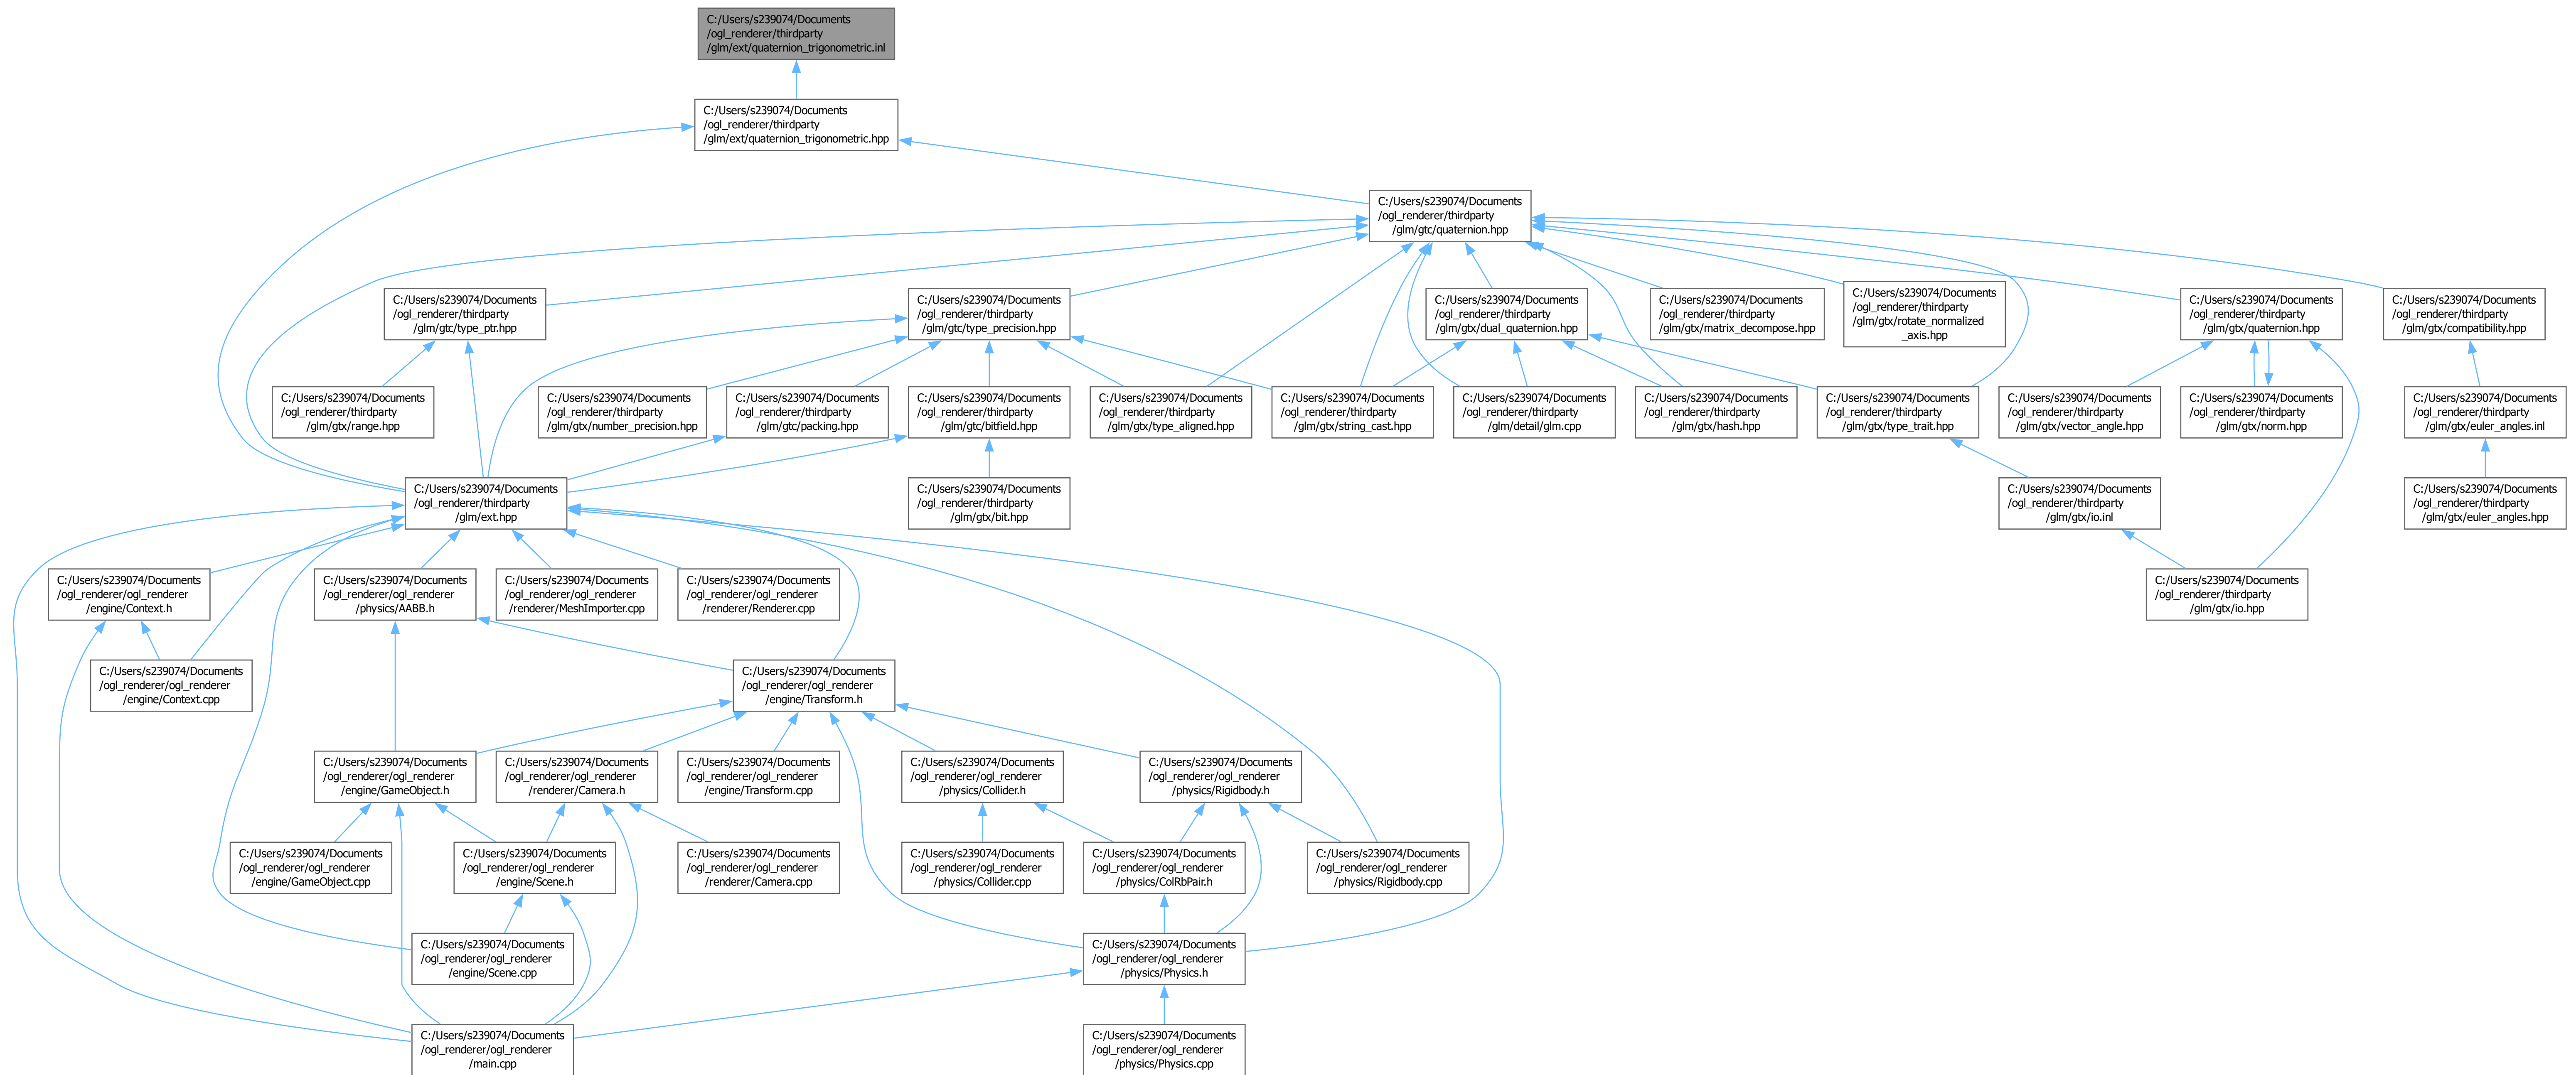 C:/Users/s239074/Documents
/ogl_renderer/thirdparty
/glm/ext/quaternion_trigonometric.inl
C:/Users/s239074/Documents
/ogl_renderer/thirdparty
/glm/ext/quaternion_trigonometric.hpp
C:/Users/s239074/Documents
/ogl_renderer/thirdparty
/glm/gtc/quaternion.hpp
C:/Users/s239074/Documents
/ogl_renderer/thirdparty
/glm/gtc/type_ptr.hpp
C:/Users/s239074/Documents
/ogl_renderer/thirdparty
/glm/gtc/type_precision.hpp
C:/Users/s239074/Documents
/ogl_renderer/thirdparty
/glm/gtx/dual_quaternion.hpp
C:/Users/s239074/Documents
/ogl_renderer/thirdparty
/glm/gtx/matrix_decompose.hpp
C:/Users/s239074/Documents
/ogl_renderer/thirdparty
/glm/gtx/rotate_normalized
_axis.hpp
C:/Users/s239074/Documents
/ogl_renderer/thirdparty
/glm/gtx/quaternion.hpp
C:/Users/s239074/Documents
/ogl_renderer/thirdparty
/glm/gtx/compatibility.hpp
C:/Users/s239074/Documents
/ogl_renderer/thirdparty
/glm/gtx/range.hpp
C:/Users/s239074/Documents
/ogl_renderer/thirdparty
/glm/gtx/number_precision.hpp
C:/Users/s239074/Documents
/ogl_renderer/thirdparty
/glm/gtc/packing.hpp
C:/Users/s239074/Documents
/ogl_renderer/thirdparty
/glm/gtc/bitfield.hpp
C:/Users/s239074/Documents
/ogl_renderer/thirdparty
/glm/gtx/type_aligned.hpp
C:/Users/s239074/Documents
/ogl_renderer/thirdparty
/glm/gtx/string_cast.hpp
C:/Users/s239074/Documents
/ogl_renderer/thirdparty
/glm/detail/glm.cpp
C:/Users/s239074/Documents
/ogl_renderer/thirdparty
/glm/gtx/hash.hpp
C:/Users/s239074/Documents
/ogl_renderer/thirdparty
/glm/gtx/type_trait.hpp
C:/Users/s239074/Documents
/ogl_renderer/thirdparty
/glm/gtx/vector_angle.hpp
C:/Users/s239074/Documents
/ogl_renderer/thirdparty
/glm/gtx/norm.hpp
C:/Users/s239074/Documents
/ogl_renderer/thirdparty
/glm/gtx/euler_angles.inl
C:/Users/s239074/Documents
/ogl_renderer/thirdparty
/glm/ext.hpp
C:/Users/s239074/Documents
/ogl_renderer/thirdparty
/glm/gtx/bit.hpp
C:/Users/s239074/Documents
/ogl_renderer/thirdparty
/glm/gtx/io.inl
C:/Users/s239074/Documents
/ogl_renderer/thirdparty
/glm/gtx/euler_angles.hpp
C:/Users/s239074/Documents
/ogl_renderer/ogl_renderer
/engine/Context.h
C:/Users/s239074/Documents
/ogl_renderer/ogl_renderer
/physics/AABB.h
C:/Users/s239074/Documents
/ogl_renderer/ogl_renderer
/renderer/MeshImporter.cpp
C:/Users/s239074/Documents
/ogl_renderer/ogl_renderer
/renderer/Renderer.cpp
C:/Users/s239074/Documents
/ogl_renderer/thirdparty
/glm/gtx/io.hpp
C:/Users/s239074/Documents
/ogl_renderer/ogl_renderer
/engine/Context.cpp
C:/Users/s239074/Documents
/ogl_renderer/ogl_renderer
/engine/Transform.h
C:/Users/s239074/Documents
/ogl_renderer/ogl_renderer
/engine/GameObject.h
C:/Users/s239074/Documents
/ogl_renderer/ogl_renderer
/renderer/Camera.h
C:/Users/s239074/Documents
/ogl_renderer/ogl_renderer
/engine/Transform.cpp
C:/Users/s239074/Documents
/ogl_renderer/ogl_renderer
/physics/Collider.h
C:/Users/s239074/Documents
/ogl_renderer/ogl_renderer
/physics/Rigidbody.h
C:/Users/s239074/Documents
/ogl_renderer/ogl_renderer
/engine/GameObject.cpp
C:/Users/s239074/Documents
/ogl_renderer/ogl_renderer
/engine/Scene.h
C:/Users/s239074/Documents
/ogl_renderer/ogl_renderer
/renderer/Camera.cpp
C:/Users/s239074/Documents
/ogl_renderer/ogl_renderer
/physics/Collider.cpp
C:/Users/s239074/Documents
/ogl_renderer/ogl_renderer
/physics/ColRbPair.h
C:/Users/s239074/Documents
/ogl_renderer/ogl_renderer
/physics/Rigidbody.cpp
C:/Users/s239074/Documents
/ogl_renderer/ogl_renderer
/engine/Scene.cpp
C:/Users/s239074/Documents
/ogl_renderer/ogl_renderer
/physics/Physics.h
C:/Users/s239074/Documents
/ogl_renderer/ogl_renderer
/main.cpp
C:/Users/s239074/Documents
/ogl_renderer/ogl_renderer
/physics/Physics.cpp